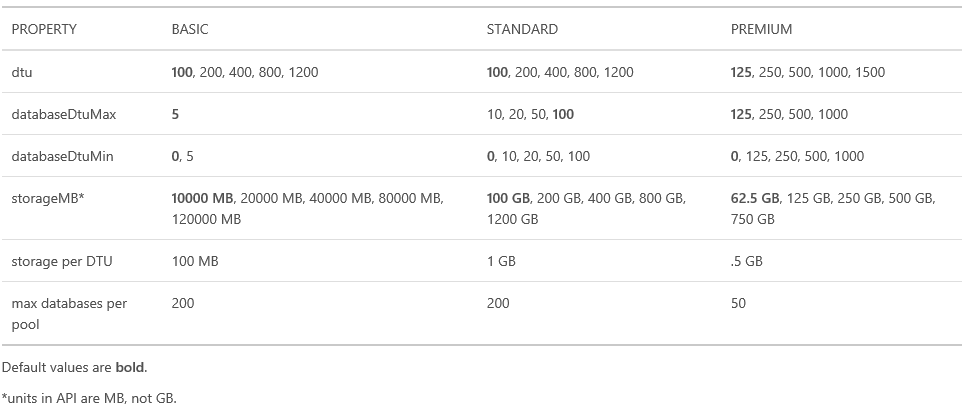 PROPERTY BASIC STANDARD PREMIUM
dtu 100, 200, 400, 800, 1200 100, 200, 400, 800, 1200 125, 250, 500, 1000, 1500
databaseDtuMax 5 10, 20, 50, 100 125, 250, 500, 1000
databaseDtuMin 0, 5 0, 10, 20, 50, 100 0, 125, 250, 500, 1000
storageMB* 10000 MB, 20000 MB, 40000 MB, 80000 MB, 100 GB, 200 GB, 400 GB, 800 GB, 62.5 GB, 125 GB, 250 GB, 500 GB,
120000 MB 1200 GB 750 GB
storage per DTU 100 MB 1 GB .5 GB
max databases per 200 200 50
pool
Default values are bold.
*units in API are MB, not GB.